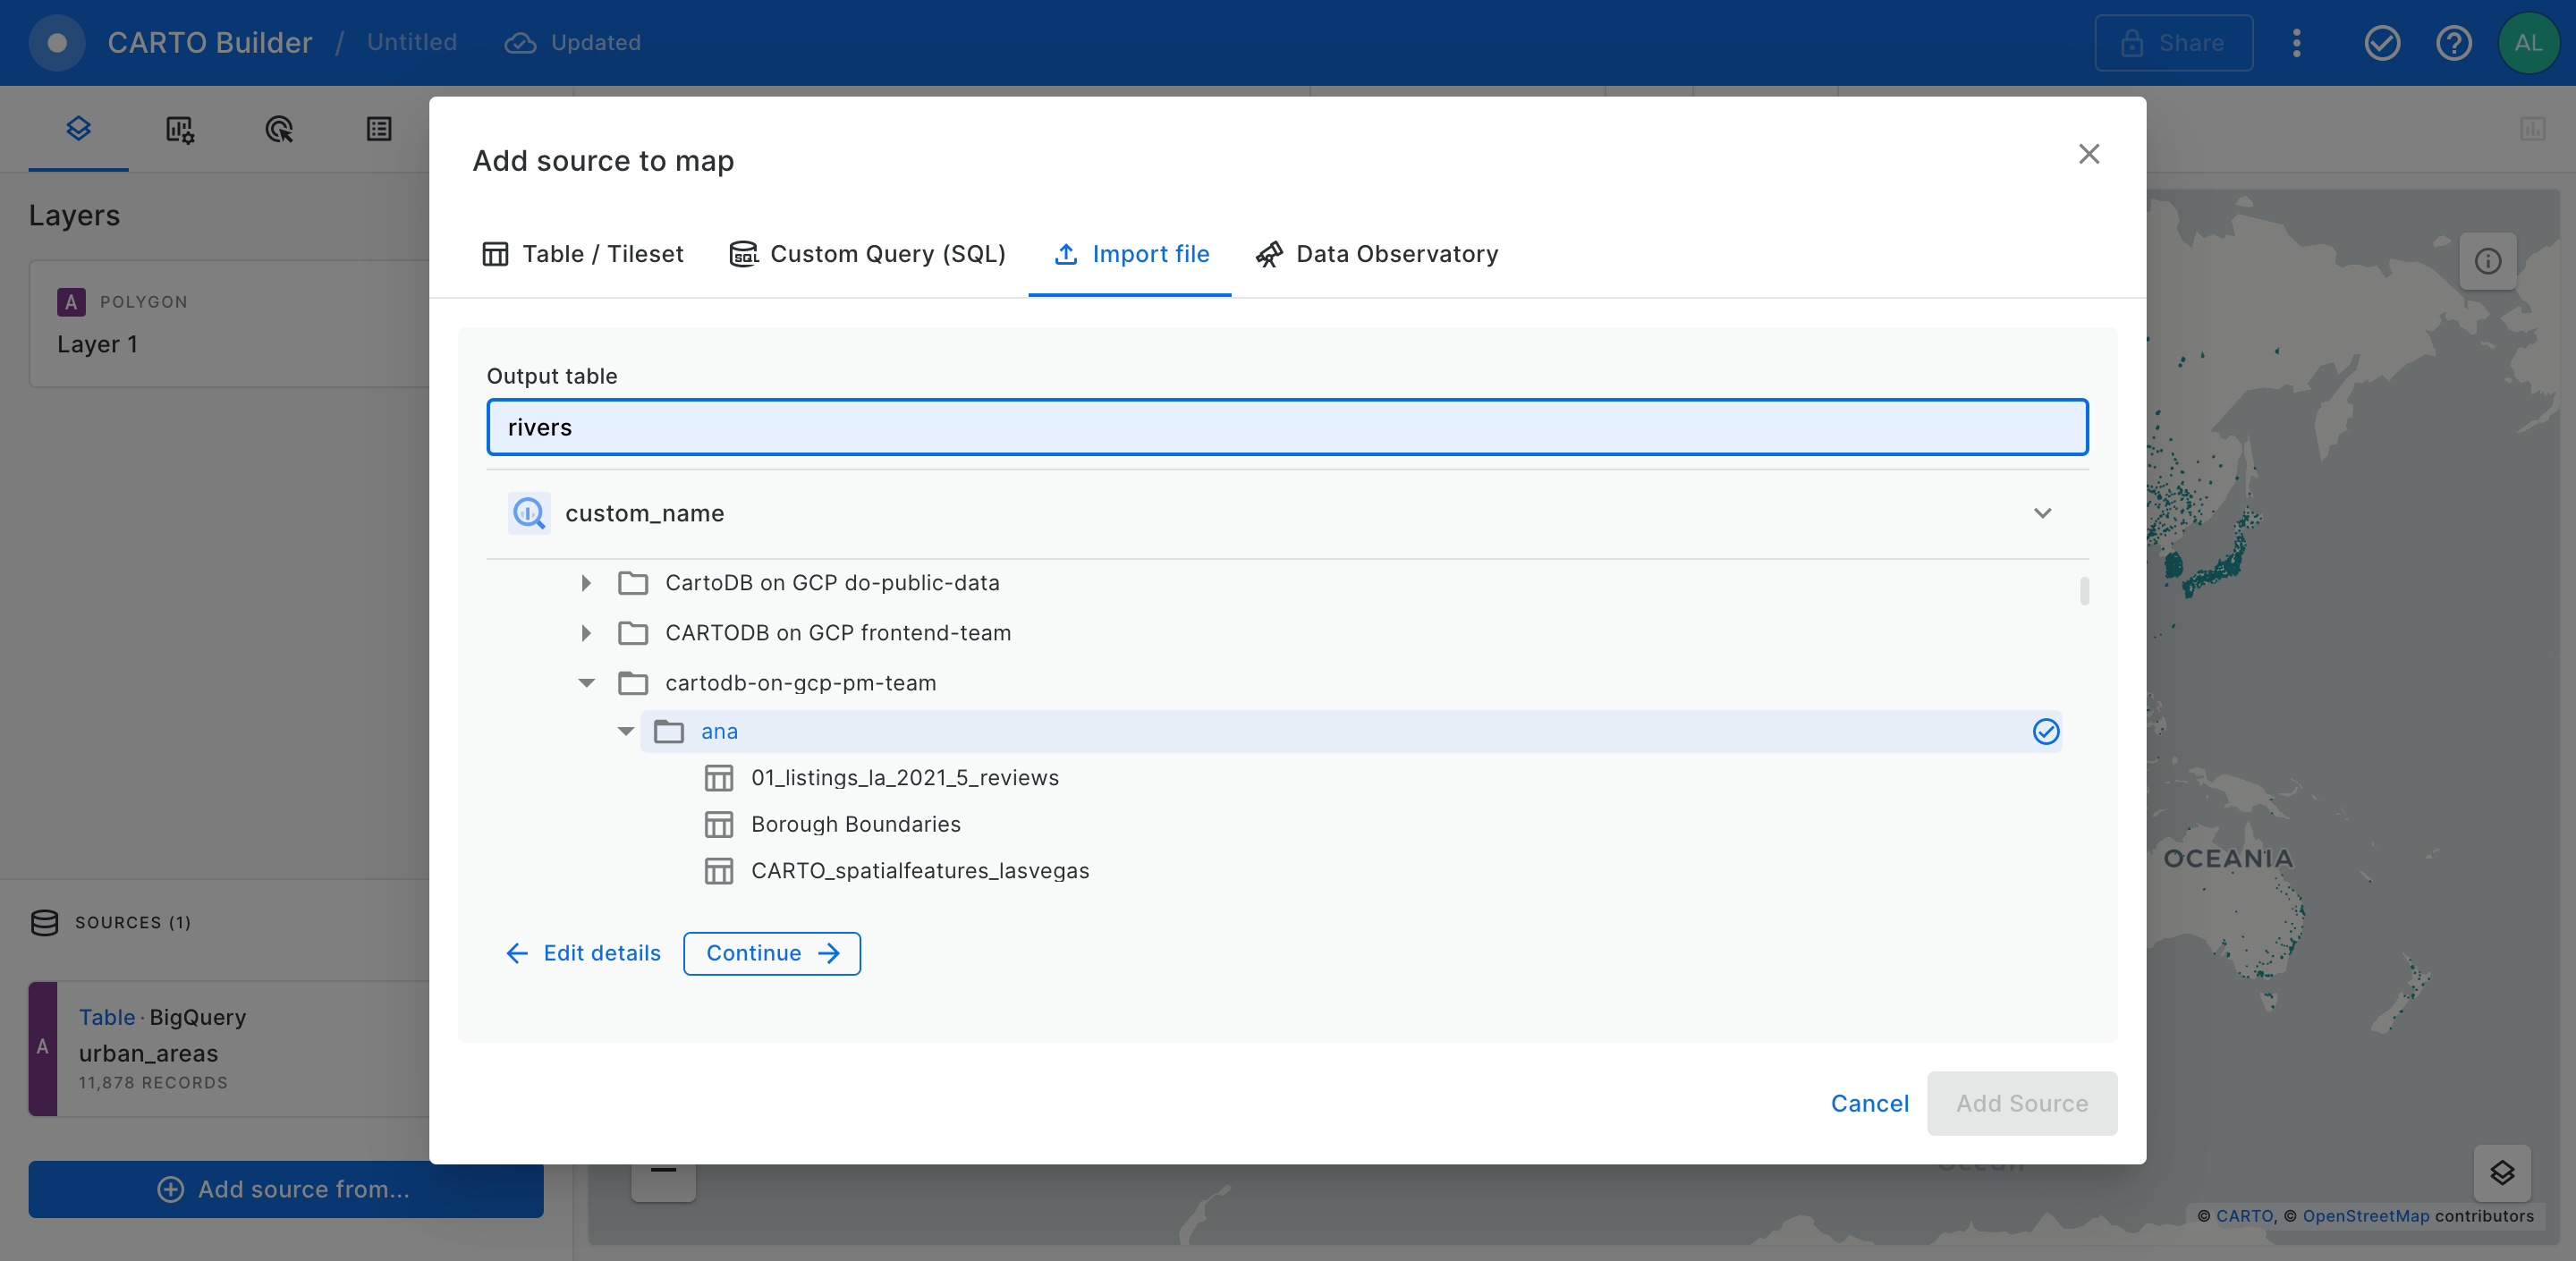 CARTO Builder / Untitled Updated Share AL
Layers
A POLYGON
Layer 1
SOURCES (1)
A
Table · BigQuery
urban_areas
11,878 RECORDS
Add source from...
Add source to map
Table / Tileset Custom Query (SQL) Import file Data Observatory
Output table
rivers
custom_name
CartoDB on GCP do-public-data
CARTODB on GCP frontend-team
cartodb-on-gcp-pm-team
ana
01_listings_la_2021_5_reviews
Borough Boundaries
CARTO_spatialfeatures_lasvegas
Edit details Continue
Cancel Add Source
OCEANIA
Ocean
© CARTO, © OpenStreetMap contributors